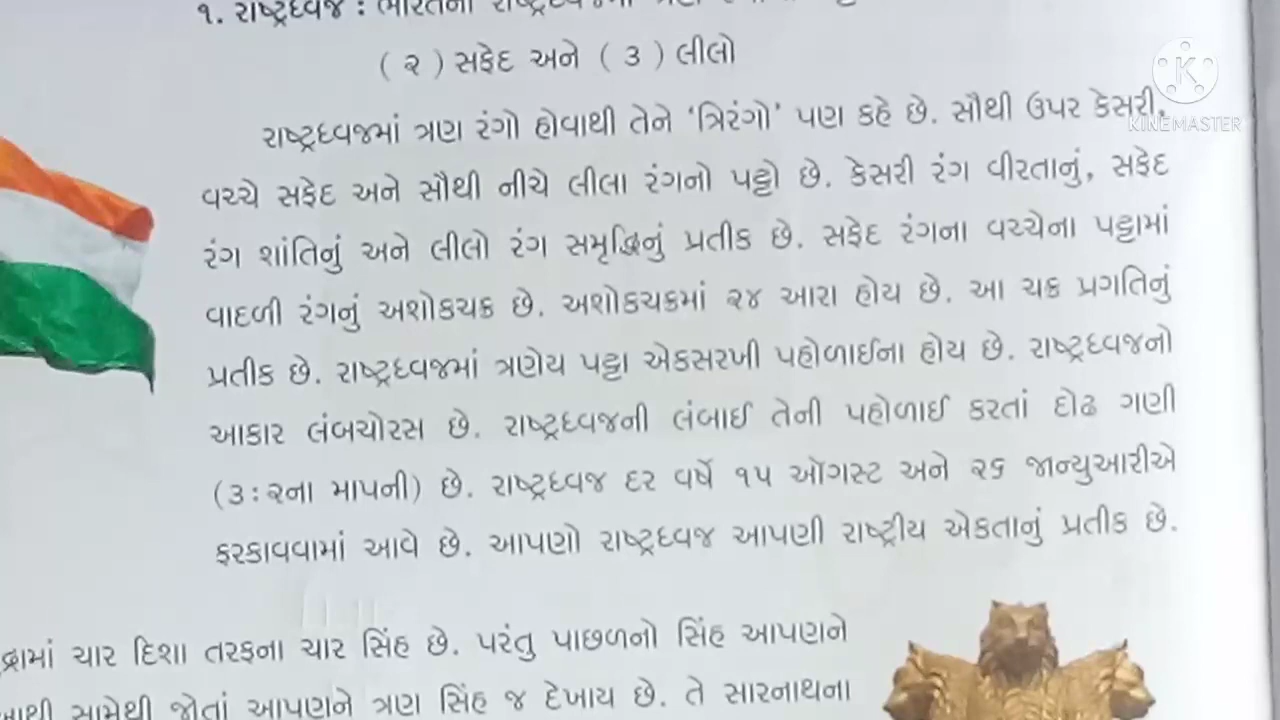 ૧. રાષ્ટ્રધ્વજ : ભારતના રાષ્ટ્રધ્વજમાં ત્રણ
( ૨ ) સફેદ અને ( ૩ ) લીલો
રાષ્ટ્રધ્વજમાં ત્રણ રંગો હોવાથી તેને ‘ત્રિરંગો’ પણ કહે છે. સૌથી ઉપર કેસરી,
વચ્ચે સફેદ અને સૌથી નીચે લીલા રંગનો પટ્ટો છે. કેસરી રંગ વીરતાનું, સફેદ
રંગ શાંતિનું અને લીલો રંગ સમૃદ્ધિનું પ્રતીક છે. સફેદ રંગના વચ્ચેના પટ્ટામાં
વાદળી રંગનું અશોકચક્ર છે. અશોકચક્રમાં ૨૪ આરા હોય છે. આ ચક્ર પ્રગતિનું
પ્રતીક છે. રાષ્ટ્રધ્વજમાં ત્રણેય પટ્ટા એકસરખી પહોળાઈના હોય છે. રાષ્ટ્રધ્વજનો
આકાર લંબચોરસ છે. રાષ્ટ્રધ્વજની લંબાઈ તેની પહોળાઈ કરતાં દોઢ ગણી
(૩:૨ના માપની) છે. રાષ્ટ્રધ્વજ દર વર્ષે ૧૫ ઑગસ્ટ અને ૨૬ જાન્યુઆરીએ
ફરકાવવામાં આવે છે. આપણો રાષ્ટ્રધ્વજ આપણી રાષ્ટ્રીય એકતાનું પ્રતીક છે.
ચાર દિશા તરફના ચાર સિંહ છે. પરંતુ પાછળનો સિંહ આપણને
સામેથી જોતાં આપણને ત્રણ સિંહ જ દેખાય છે. તે સારનાથના
K
KINEMASTER